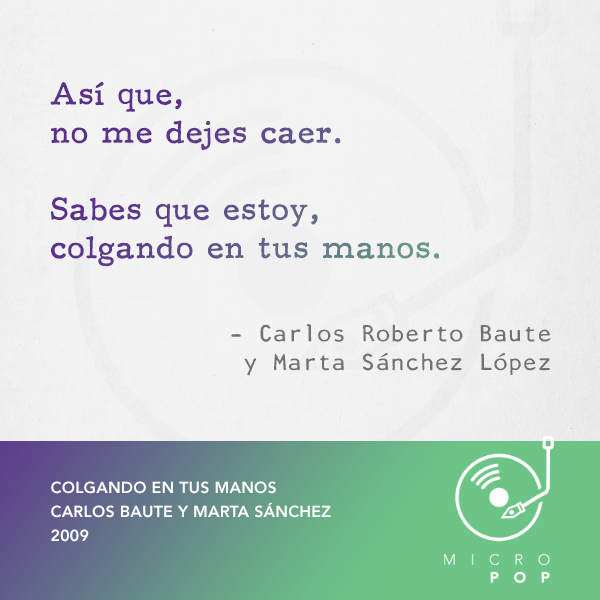 Así que,
no me dejes caer.
Sabes que estoy,
colgando en tus manos.
– Carlos Roberto Baute
y Marta Sánchez López
COLGANDO EN TUS MANOS
CARLOS BAUTE Y MARTA SÁNCHEZ
2009
MICRO
POP